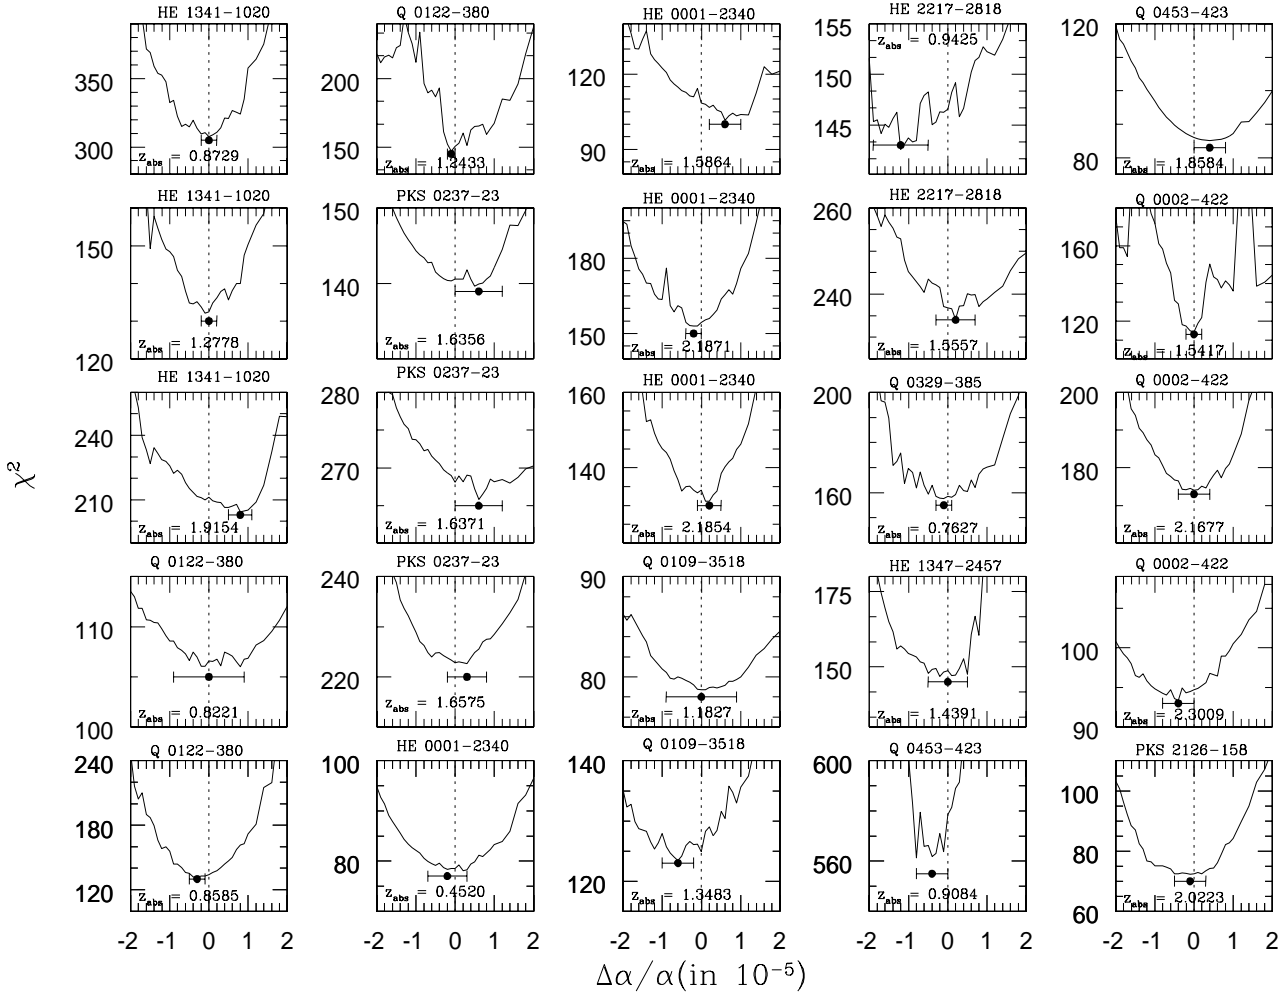 HE 1341-1020
Q 0122-380
HE 0001-2340
HE 2217-2818
Q 0453-423
350
300
z_abs = 0.8729
200
150
z_abs = 1.2433
120
90
z_abs = 1.5864
155
150
145
z_abs = 0.9425
120
80
z_abs = 1.8584
HE 1341-1020
PKS 0237-23
HE 0001-2340
HE 2217-2818
Q 0002-422
150
120
z_abs = 1.2778
150
140
z_abs = 1.6356
180
150
z_abs = 2.1871
260
240
z_abs = 1.5557
160
120
z_abs = 1.5417
HE 1341-1020
PKS 0237-23
HE 0001-2340
Q 0329-385
Q 0002-422
240
210
z_abs = 1.9154
280
270
z_abs = 1.6371
160
140
z_abs = 2.1854
200
160
z_abs = 0.7627
200
180
z_abs = 2.1677
Q 0122-380
PKS 0237-23
Q 0109-3518
HE 1347-2457
Q 0002-422
110
100
z_abs = 0.8221
240
220
z_abs = 1.6575
90
80
z_abs = 1.1827
175
150
z_abs = 1.4391
100
90
z_abs = 2.3009
Q 0122-380
HE 0001-2340
Q 0109-3518
Q 0453-423
PKS 2126-158
240
180
120
z_abs = 0.8585
100
80
z_abs = 0.4520
140
120
z_abs = 1.3483
600
560
z_abs = 0.9084
100
80
60
z_abs = 2.0223
-2 -1 0 1 2
-2 -1 0 1 2
-2 -1 0 1 2
-2 -1 0 1 2
-2 -1 0 1 2
χ²
Δα/α(in 10⁻⁵)